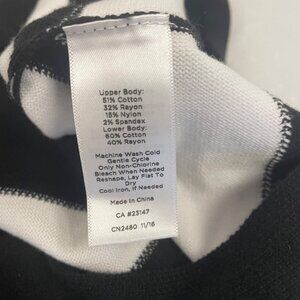 Upper Body:
51% Cotton
32% Rayon
15% Nylon
2% Spandex
Lower Body:
60% Cotton
40% Rayon
Machine Wash Cold
Gentle Cycle
Only Non-Chlorine
Bleach When Needed
Reshape, Lay Flat To
Dry
Cool Iron, if Needed
Made in China
CA #23147
CN2480 11/16